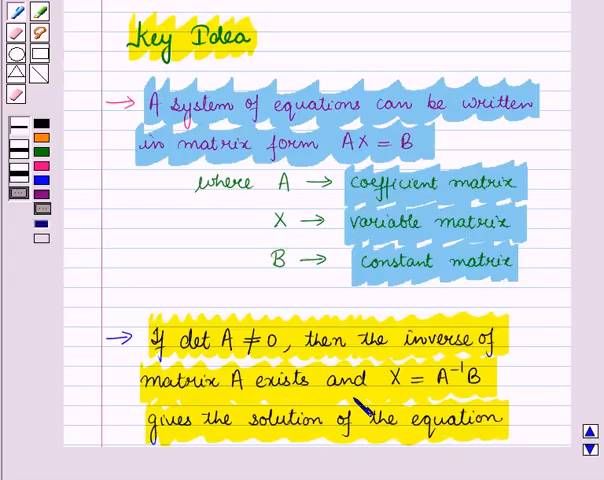 Key Idea
→ A system of equations can be written
in matrix form AX = B
where A → coefficient matrix
X → variable matrix
B → constant matrix
→ If det A ≠ 0, then the inverse of
matrix A exists and X = A⁻¹B
gives the solution of the equation